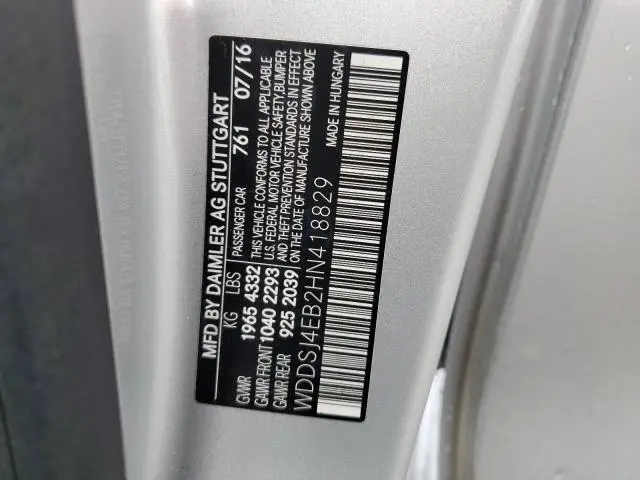 MFD BY DAIMLER AG STUTTGART
KG LBS PASSENGER CAR 761 07/16
GVWR 1965 4332
GAWR FRONT 1040 2293
GAWR REAR 925 2039
THIS VEHICLE CONFORMS TO ALL APPLICABLE
U.S. FEDERAL MOTOR VEHICLE SAFETY,BUMPER
AND THEFT PREVENTION STANDARDS IN EFFECT
ON THE DATE OF MANUFACTURE SHOWN ABOVE
WDDSJ4EB2HN418829 MADE IN HUNGARY